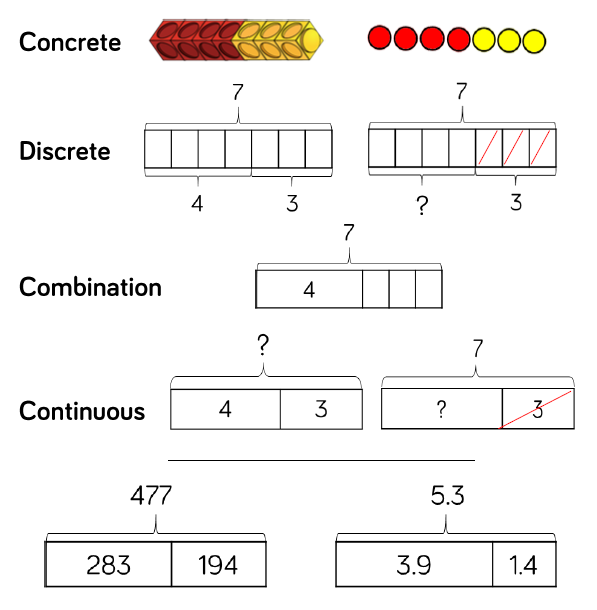 Concrete
7 7
Discrete
4 3 ? 3
7
Combination
4
? 7
Continuous
4 3 ? 3
477 5.3
283 194 3.9 1.4